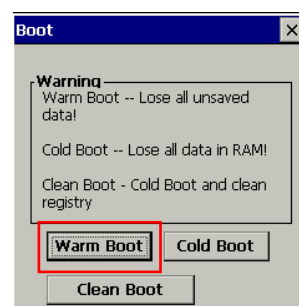 Boot
Warning
Warm Boot -- Lose all unsaved
data!
Cold Boot -- Lose all data in RAM!
Clean Boot - Cold Boot and clean
registry
Warm Boot Cold Boot
Clean Boot